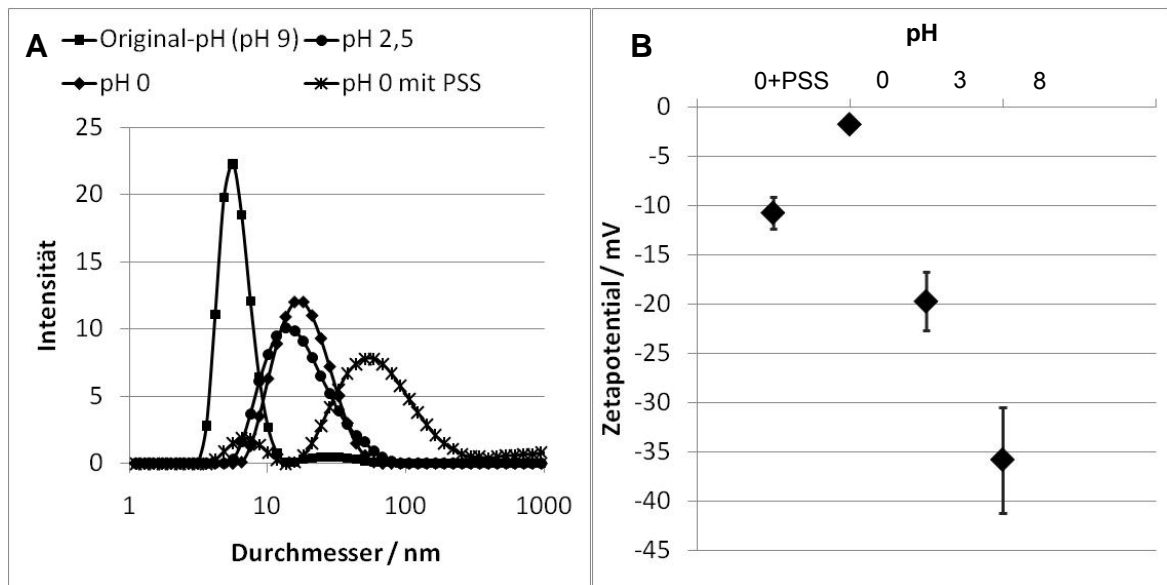 A
Original-pH (pH 9) pH 2,5
pH 0 pH 0 mit PSS
25
20
15
10
5
0
Intensität
1 10 100 1000
Durchmesser / nm
B
pH
0+PSS 0 3 8
0
-5
-10
-15
-20
-25
-30
-35
-40
-45
Zetapotential / mV